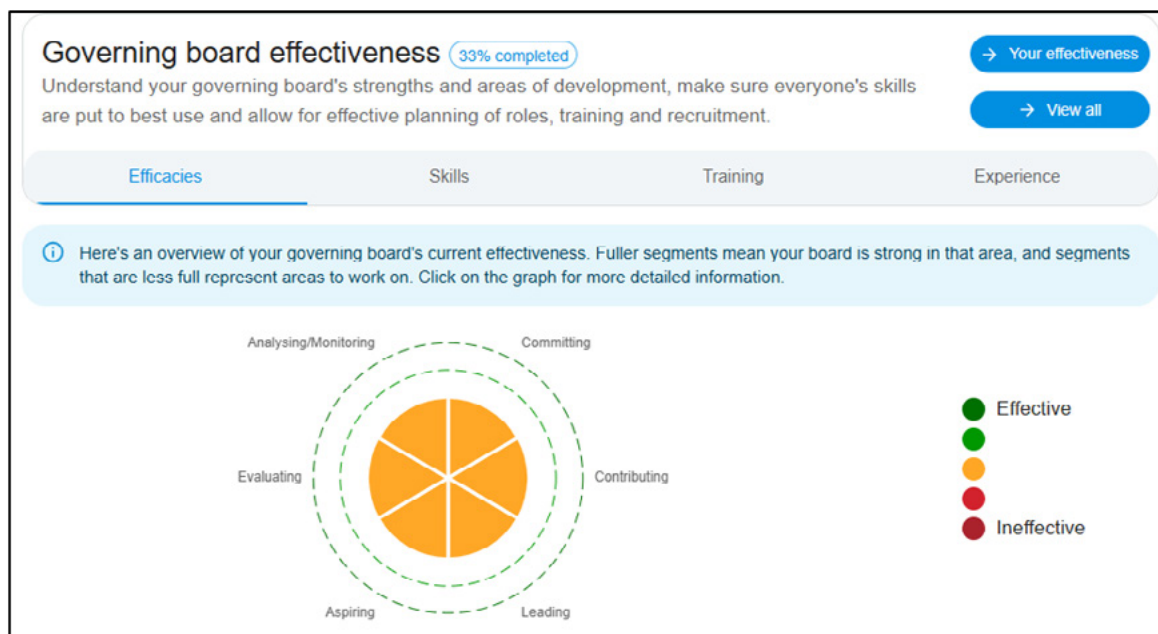 Governing board effectiveness 33% completed
→ Your effectiveness
Understand your governing board's strengths and areas of development, make sure everyone's skills
are put to best use and allow for effective planning of roles, training and recruitment.
→ View all
Efficacies Skills Training Experience
Here's an overview of your governing board's current effectiveness. Fuller segments mean your board is strong in that area, and segments
that are less full represent areas to work on. Click on the graph for more detailed information.
Analysing/Monitoring Committing
Effective
Evaluating Contributing
Ineffective
Aspiring Leading